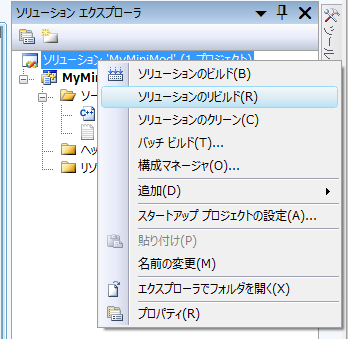 ソリューション エクスプローラ
ソリューション 'MyMiniMod' (1 プロジェクト)
MyMin
ソー
ヘッ
リソ
ソリューションのビルド(B)
ソリューションのリビルド(R)
ソリューションのクリーン(C)
バッチ ビルド(T)...
構成マネージャ(O)...
追加(D)
スタートアップ プロジェクトの設定(A)...
貼り付け(P)
名前の変更(M)
エクスプローラでフォルダを開く(X)
プロパティ(R)
ツール